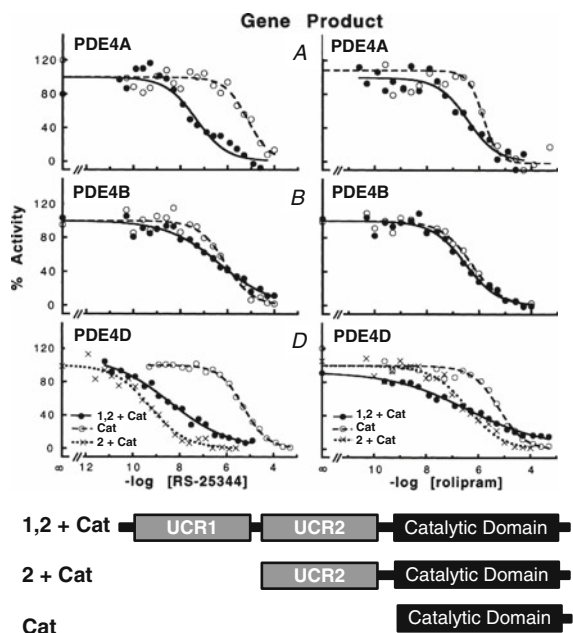 Gene Product
PDE4A A PDE4A
120
80
40
0
PDE4B B PDE4B
% Activity
120
80
40
0
PDE4D D PDE4D
120
80
40
0
1,2 + Cat
Cat
2 + Cat
1,2 + Cat
Cat
2 + Cat
∞ 12 10 8 6 4 ∞ 10 8 6 4
-log [RS-25344] -log [rolipram]
1,2 + Cat UCR1 UCR2 Catalytic Domain
2 + Cat UCR2 Catalytic Domain
Cat Catalytic Domain